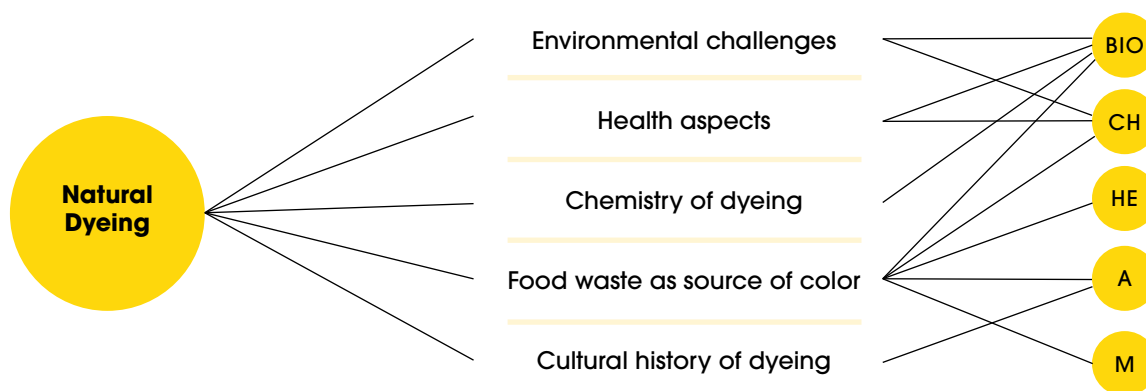 Natural
Dyeing
Environmental challenges
Health aspects
Chemistry of dyeing
Food waste as source of color
Cultural history of dyeing
BIO
CH
HE
A
M